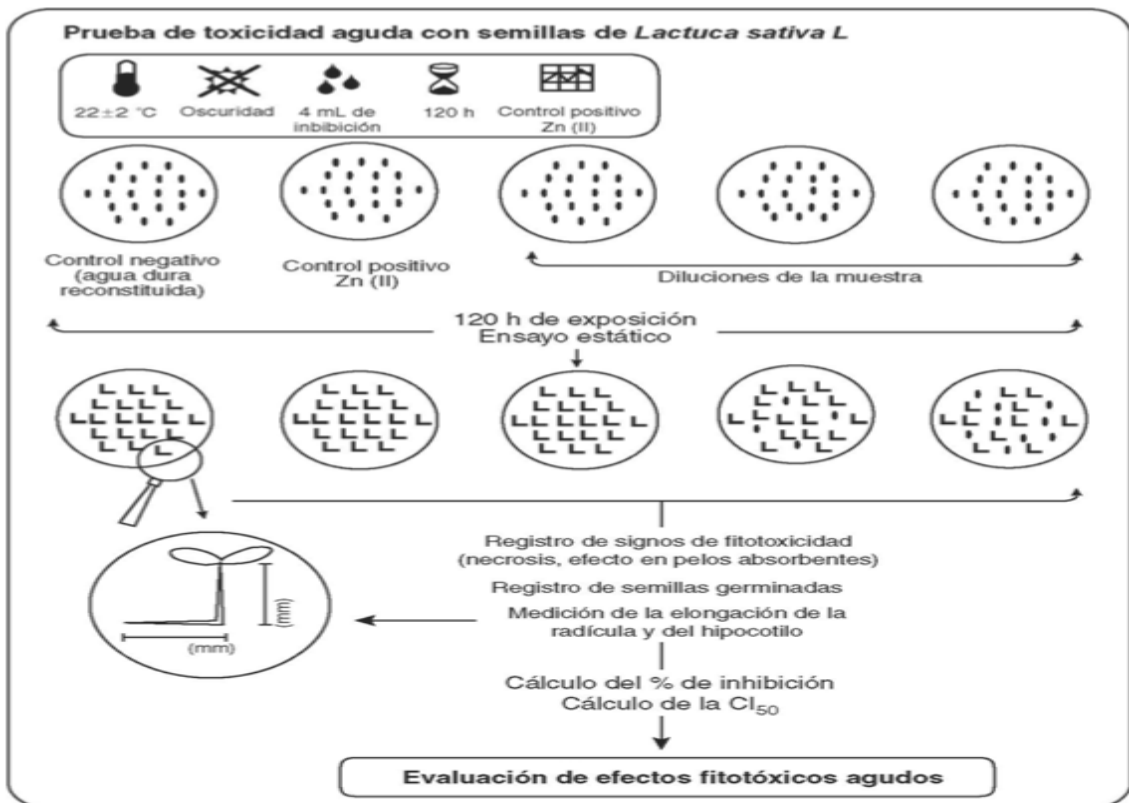 Prueba de toxicidad aguda con semillas de Lactuca sativa L
22±2 °C
Oscuridad
4 mL de
inbibición
120 h
Control positivo
Zn (II)
Control negativo
(agua dura
reconstituida)
Control positivo
Zn (II)
Diluciones de la muestra
120 h de exposición
Ensayo estático
Registro de signos de fitotoxicidad
(necrosis, efecto en pelos absorbentes)
Registro de semillas germinadas
Medición de la elongación de la
radícula y del hipocotilo
(mm)
(mm)
Cálculo del % de inhibición
Cálculo de la CI50
Evaluación de efectos fitotóxicos agudos